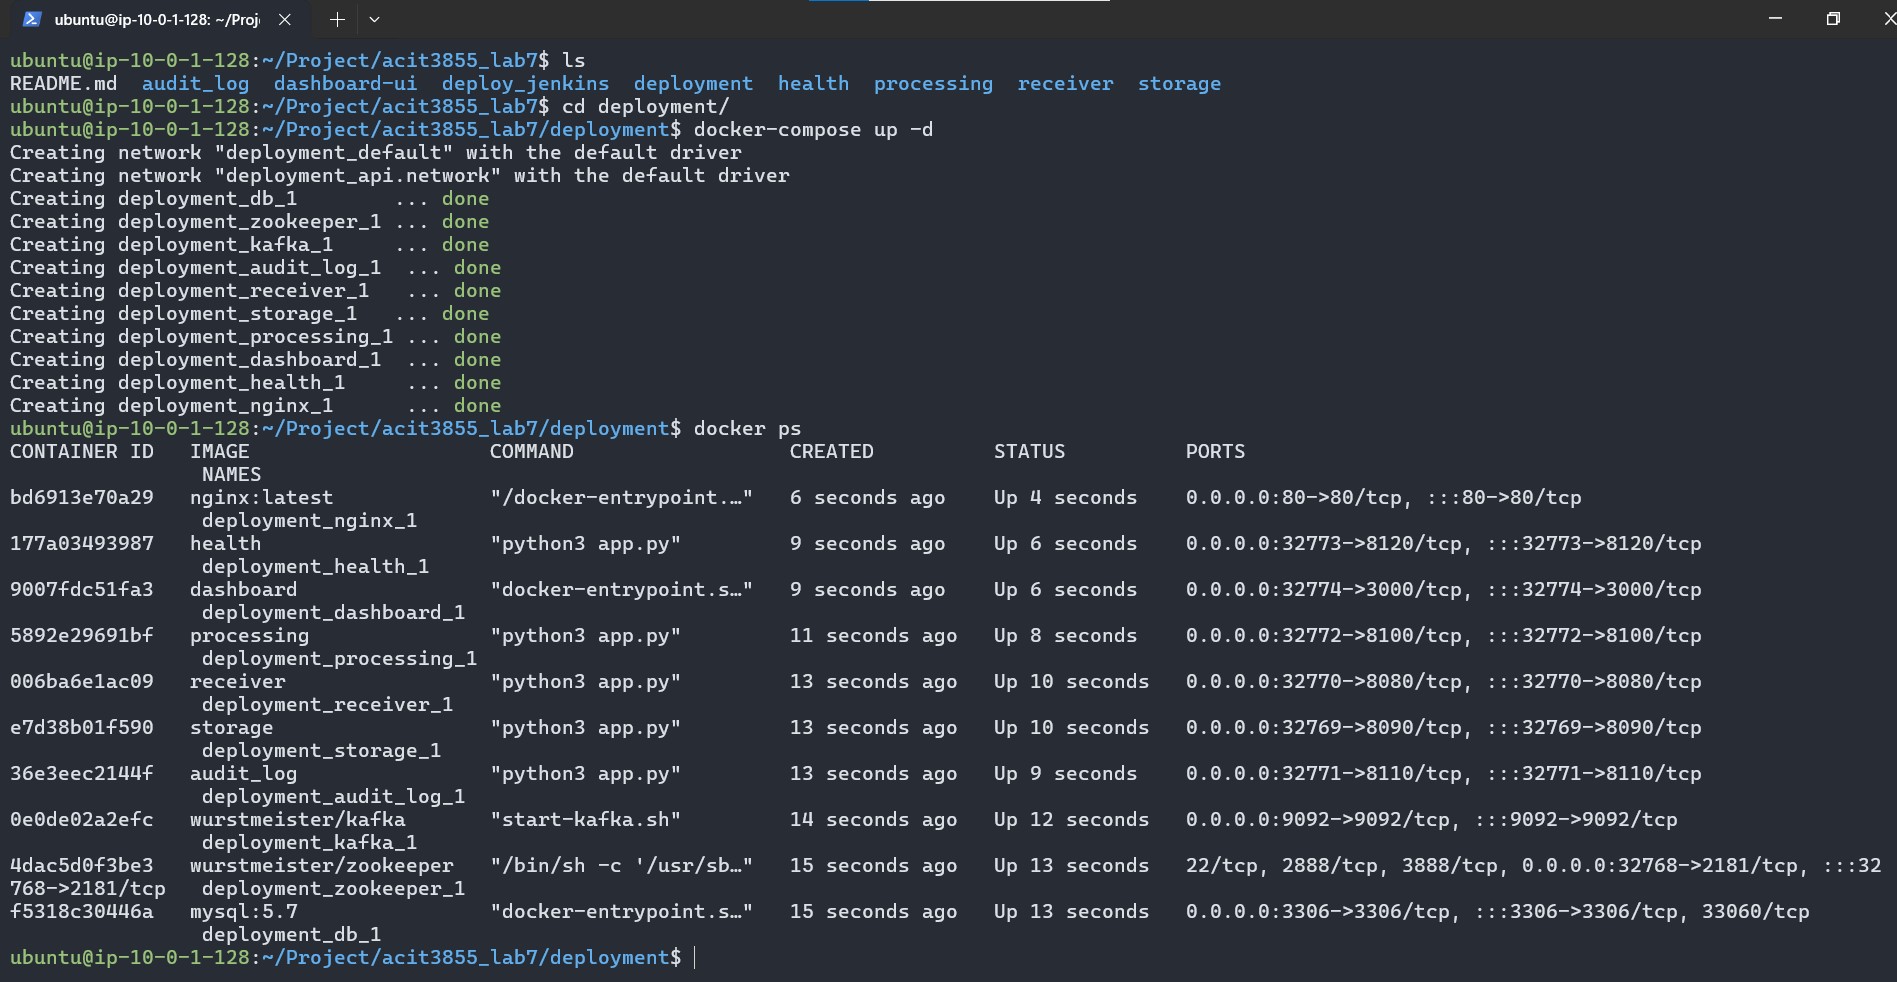 ubuntu@ip-10-0-1-128: ~/Proj
ubuntu@ip-10-0-1-128:~/Project/acit3855_lab7$ ls
README.md  audit_log  dashboard-ui  deploy_jenkins  deployment  health  processing  receiver  storage
ubuntu@ip-10-0-1-128:~/Project/acit3855_lab7$ cd deployment/
ubuntu@ip-10-0-1-128:~/Project/acit3855_lab7/deployment$ docker-compose up -d
Creating network "deployment_default" with the default driver
Creating network "deployment_api.network" with the default driver
Creating deployment_db_1        ... done
Creating deployment_zookeeper_1 ... done
Creating deployment_kafka_1     ... done
Creating deployment_audit_log_1  ... done
Creating deployment_receiver_1   ... done
Creating deployment_storage_1   ... done
Creating deployment_processing_1 ... done
Creating deployment_dashboard_1  ... done
Creating deployment_health_1     ... done
Creating deployment_nginx_1      ... done
ubuntu@ip-10-0-1-128:~/Project/acit3855_lab7/deployment$ docker ps
CONTAINER ID   IMAGE                    COMMAND                  CREATED          STATUS          PORTS
NAMES
bd6913e70a29   nginx:latest             "/docker-entrypoint.…"   6 seconds ago    Up 4 seconds    0.0.0.0:80->80/tcp, :::80->80/tcp
deployment_nginx_1
177a03493987   health                   "python3 app.py"         9 seconds ago    Up 6 seconds    0.0.0.0:32773->8120/tcp, :::32773->8120/tcp
deployment_health_1
9007fdc51fa3   dashboard                "docker-entrypoint.s…"   9 seconds ago    Up 6 seconds    0.0.0.0:32774->3000/tcp, :::32774->3000/tcp
deployment_dashboard_1
5892e29691bf   processing               "python3 app.py"         11 seconds ago   Up 8 seconds    0.0.0.0:32772->8100/tcp, :::32772->8100/tcp
deployment_processing_1
006ba6e1ac09   receiver                 "python3 app.py"         13 seconds ago   Up 10 seconds   0.0.0.0:32770->8080/tcp, :::32770->8080/tcp
deployment_receiver_1
e7d38b01f590   storage                  "python3 app.py"         13 seconds ago   Up 10 seconds   0.0.0.0:32769->8090/tcp, :::32769->8090/tcp
deployment_storage_1
36e3eec2144f   audit_log                "python3 app.py"         13 seconds ago   Up 9 seconds    0.0.0.0:32771->8110/tcp, :::32771->8110/tcp
deployment_audit_log_1
0e0de02a2efc   wurstmeister/kafka       "start-kafka.sh"         14 seconds ago   Up 12 seconds   0.0.0.0:9092->9092/tcp, :::9092->9092/tcp
deployment_kafka_1
4dac5d0f3be3   wurstmeister/zookeeper   "/bin/sh -c '/usr/sb…"   15 seconds ago   Up 13 seconds   22/tcp, 2888/tcp, 3888/tcp, 0.0.0.0:32768->2181/tcp, :::32
768->2181/tcp   deployment_zookeeper_1
f5318c30446a   mysql:5.7                "docker-entrypoint.s…"   15 seconds ago   Up 13 seconds   0.0.0.0:3306->3306/tcp, :::3306->3306/tcp, 33060/tcp
deployment_db_1
ubuntu@ip-10-0-1-128:~/Project/acit3855_lab7/deployment$